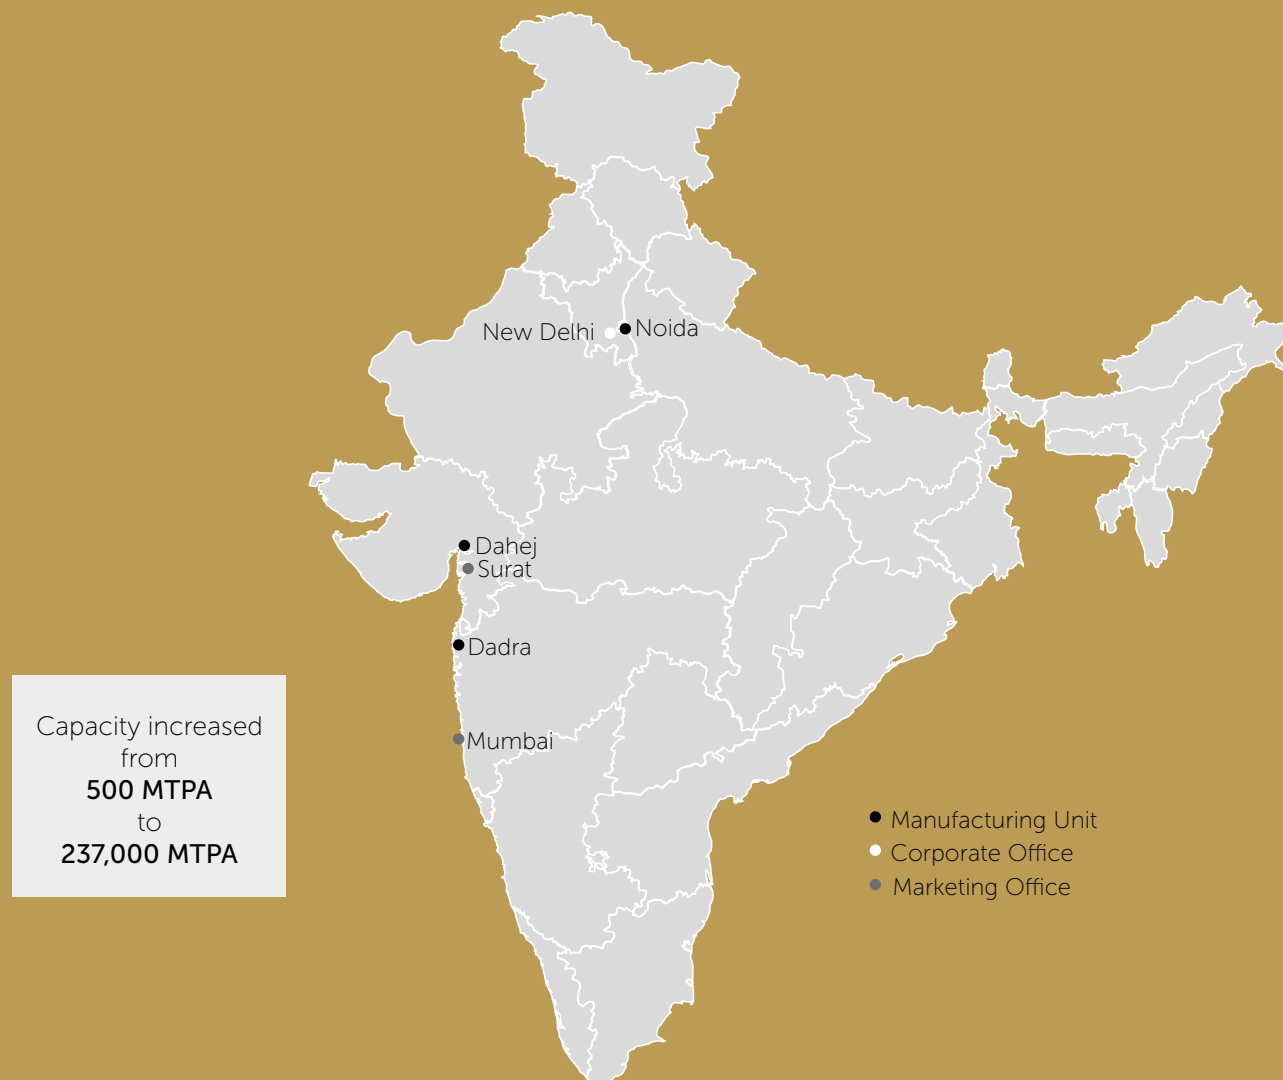 New Delhi
Noida
Dahej
Surat
Dadra
Mumbai
Capacity increased
from
500 MTPA
to
237,000 MTPA
Manufacturing Unit
Corporate Office
Marketing Office